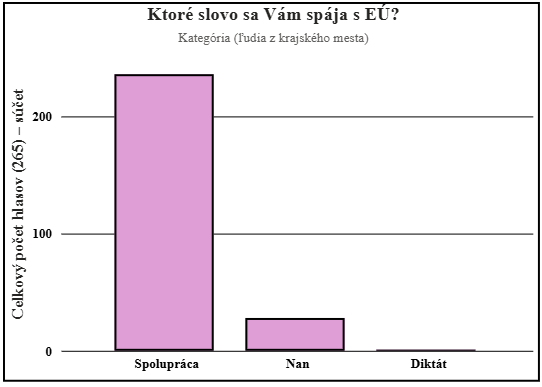 Ktoré slovo sa Vám spája s EÚ?
Kategória (ľudia z krajského mesta)
Celkový počet hlasov (265) – súčet
200
100
0
Spolupráca
Nan
Diktát